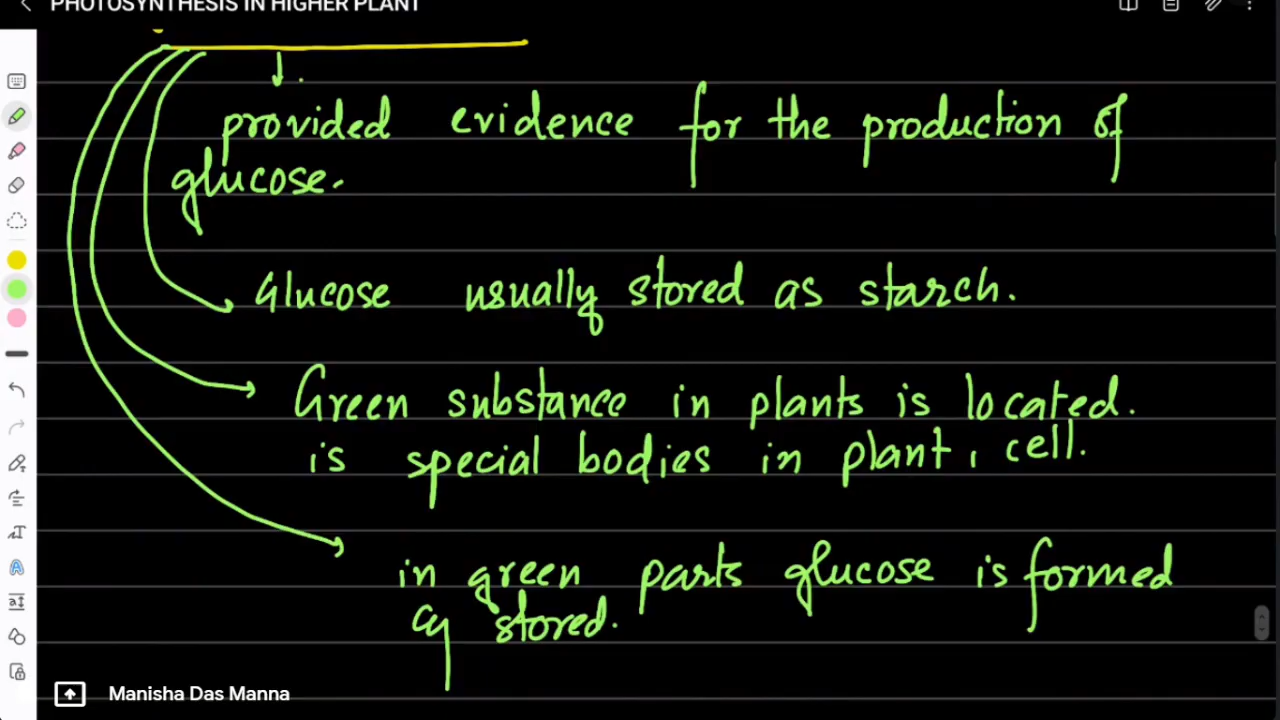 PHOTOSYNTHESIS IN HIGHER PLANT
provided evidence for the production of
glucose.
Glucose usually stored as starch.
Green substance in plants is located.
is special bodies in plant, cell.
in green parts glucose is formed
stored.
Manisha Das Manna